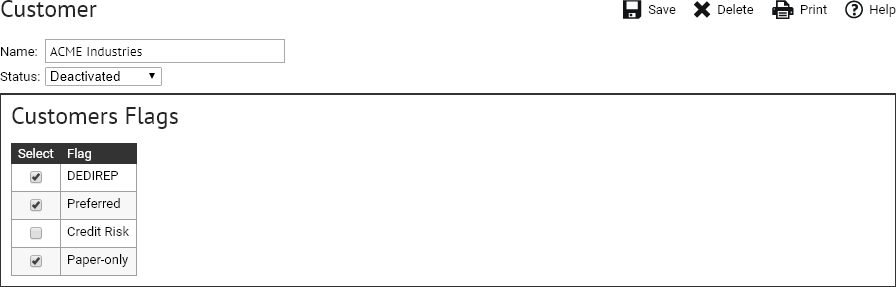 Customer
Save Delete Print Help
Name: ACME Industries
Status: Deactivated
Customers Flags
Select Flag
DEDIREP
Preferred
Credit Risk
Paper-only